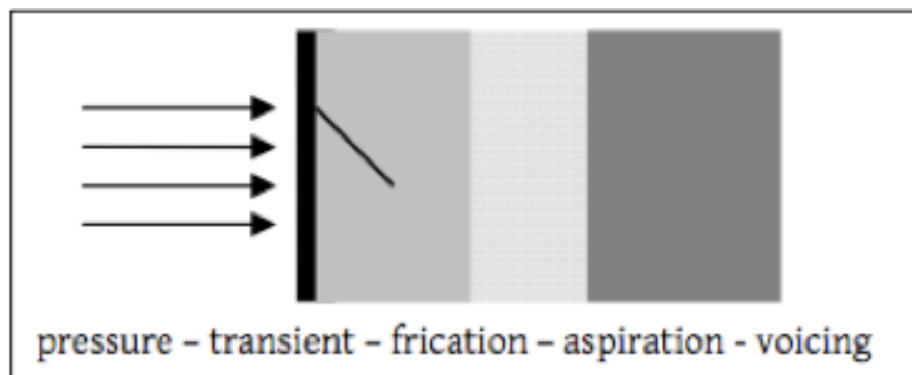 pressure – transient – frication – aspiration - voicing